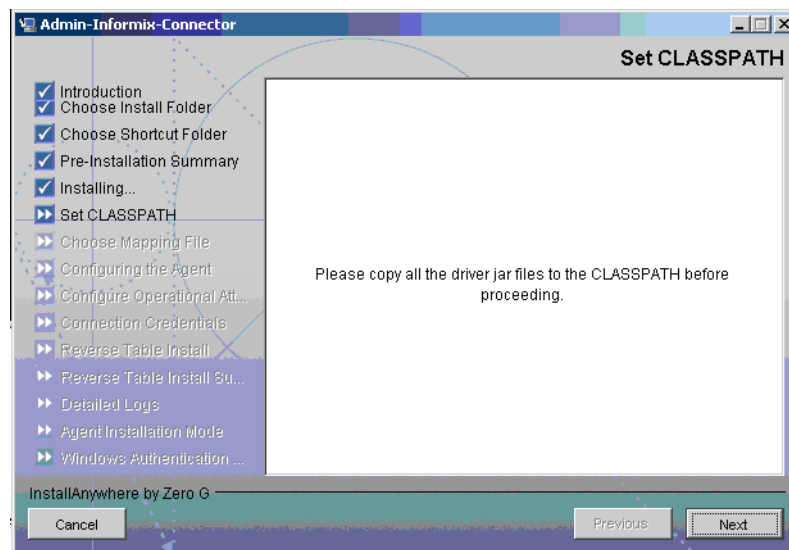 Admin-Informix-Connector
Set CLASSPATH
Introduction
Choose Install Folder
Choose Shortcut Folder
Pre-Installation Summary
Installing...
Set CLASSPATH
Choose Mapping File
Configuring the Agent
Configure Operational Att...
Connection Credentials
Reverse Table Install
Reverse Table Install Su...
Detailed Logs
Agent Installation Mode
Windows Authentication ...
Please copy all the driver jar files to the CLASSPATH before
proceeding.
InstallAnywhere by Zero G
Cancel
Previous
Next